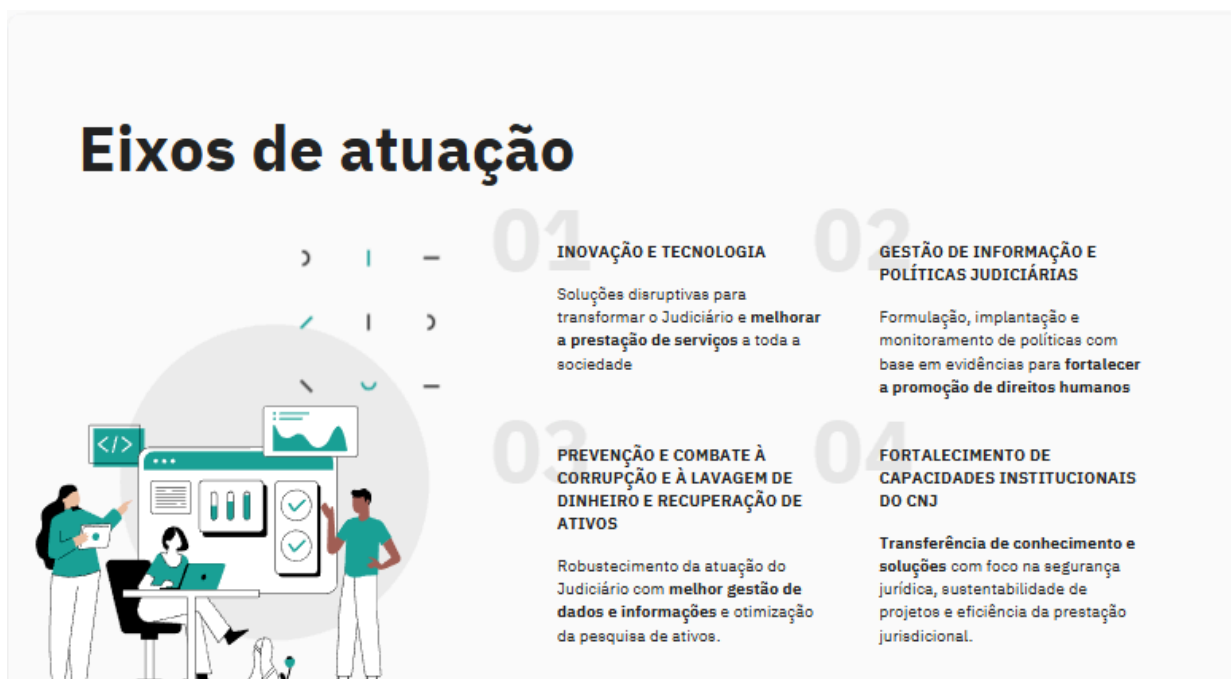 Eixos de atuação
01
INOVAÇÃO E TECNOLOGIA
Soluções disruptivas para
transformar o Judiciário e melhorar
a prestação de serviços a toda a
sociedade
02
GESTÃO DE INFORMAÇÃO E
POLÍTICAS JUDICIÁRIAS
Formulação, implantação e
monitoramento de políticas com
base em evidências para fortalecer
a promoção de direitos humanos
</>
03
PREVENÇÃO E COMBATE À
CORRUPÇÃO E À LAVAGEM DE
DINHEIRO E RECUPERAÇÃO DE
ATIVOS
Robustecimento da atuação do
Judiciário com melhor gestão de
dados e informações e otimização
da pesquisa de ativos.
04
FORTALECIMENTO DE
CAPACIDADES INSTITUCIONAIS
DO CNJ
Transferência de conhecimento e
soluções com foco na segurança
jurídica, sustentabilidade de
projetos e eficiência da prestação
jurisdicional.